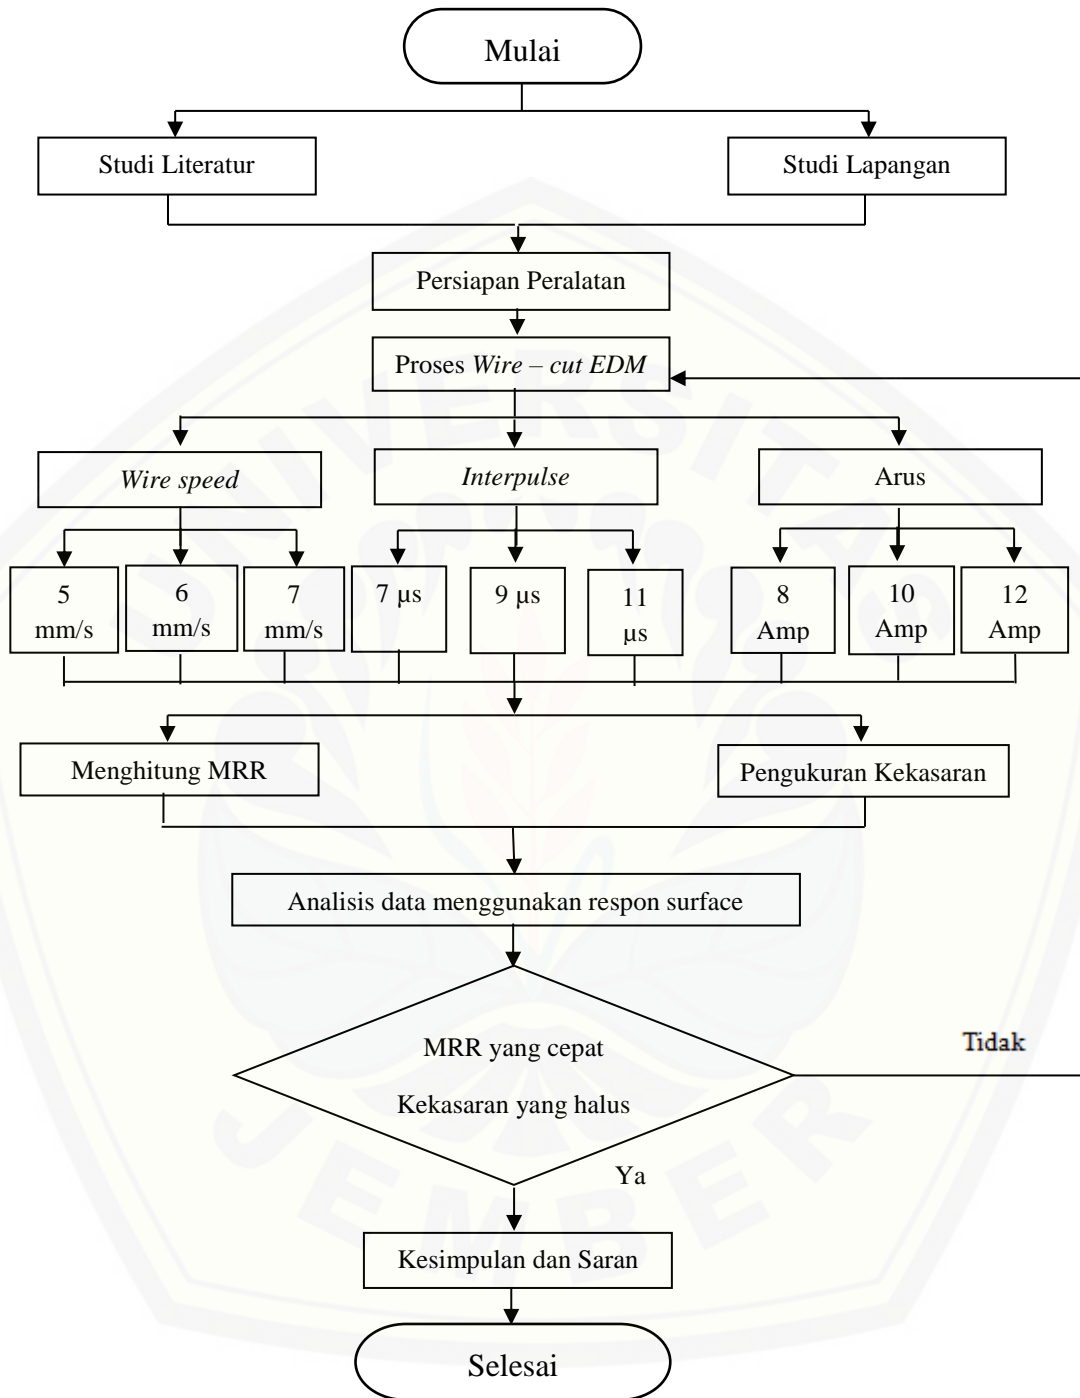 Mulai
Studi Literatur
Studi Lapangan
Persiapan Peralatan
Proses Wire – cut EDM
Wire speed
Interpulse
Arus
5
mm/s
6
mm/s
7
mm/s
7 µs
9 µs
11
µs
8
Amp
10
Amp
12
Amp
Menghitung MRR
Pengukuran Kekasaran
Analisis data menggunakan respon surface
MRR yang cepat
Kekasaran yang halus
Tidak
Ya
Kesimpulan dan Saran
Selesai
UNIVERSITAS
JEMBER